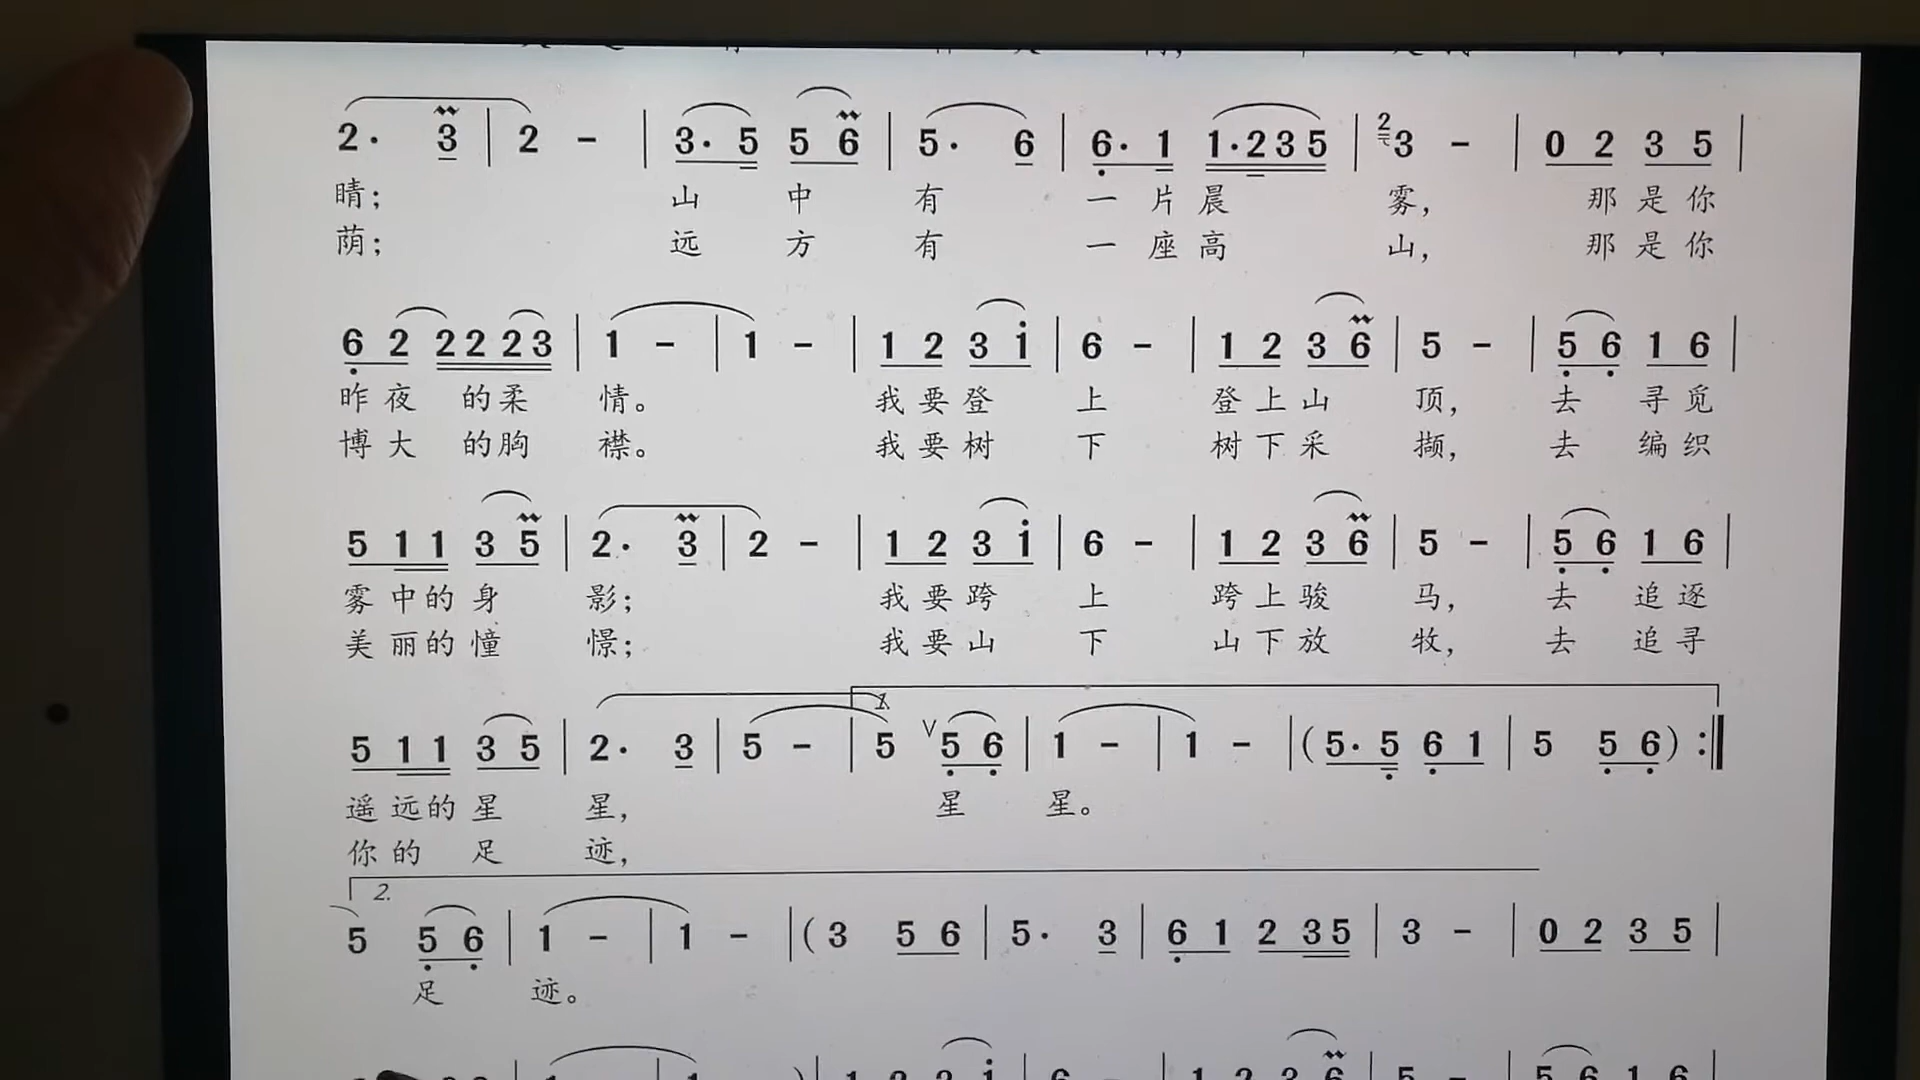 2· 3 | 2 - | 3· 5 5 6 | 5· 6 | 6· 1 1·235 | 2 3 - | 0 2 3 5 |
晴; 山 中 有 一 片 晨 雾, 那 是 你
荫; 远 方 有 一 座 高 山, 那 是 你
6 2 2 2 2 3 | 1 - | 1 - | 1 2 3 i | 6 - | 1 2 3 6 | 5 - | 5 6 1 6 |
昨 夜 的 柔 情。 我 要 登 上 登 上 山 顶, 去 寻 觅
博 大 的 胸 襟。 我 要 树 下 树 下 采 撷, 去 编 织
5 1 1 3 5 | 2· 3 | 2 - | 1 2 3 i | 6 - | 1 2 3 6 | 5 - | 5 6 1 6 |
雾 中 的 身 影; 我 要 跨 上 跨 上 骏 马, 去 追 逐
美 丽 的 憧 憬; 我 要 山 下 山 下 放 牧, 去 追 寻
1.
5 1 1 3 5 | 2· 3 | 5 - | 5 V 5 6 | 1 - | 1 - | (5· 5 6 1 | 5 5 6) :||
遥 远 的 星 星, 星 星。
你 的 足 迹,
2.
5 5 6 | 1 - | 1 - | (3 5 6 | 5· 3 | 6 1 2 3 5 | 3 - | 0 2 3 5 |
足 迹。